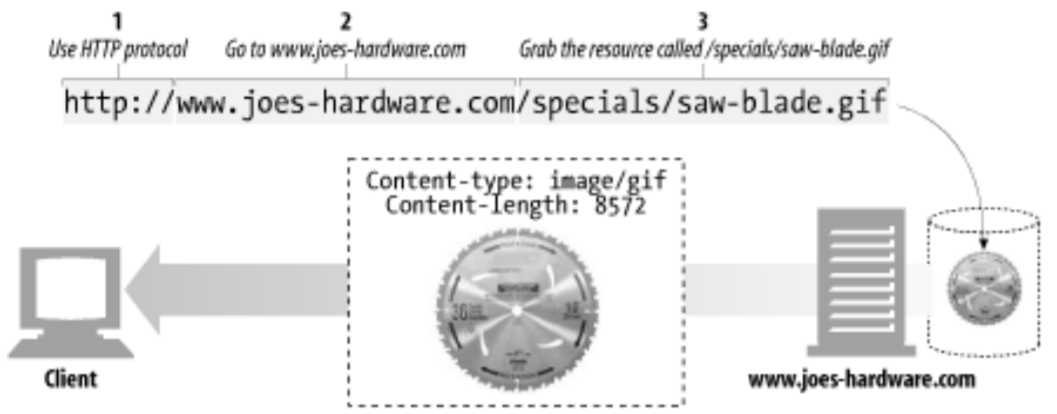 1 2 3
Use HTTP protocol Go to www.joes-hardware.com Grab the resource called /specials/saw-blade.gif
http://www.joes-hardware.com/specials/saw-blade.gif
Content-type: image/gif
Content-length: 8572
36
Client
www.joes-hardware.com